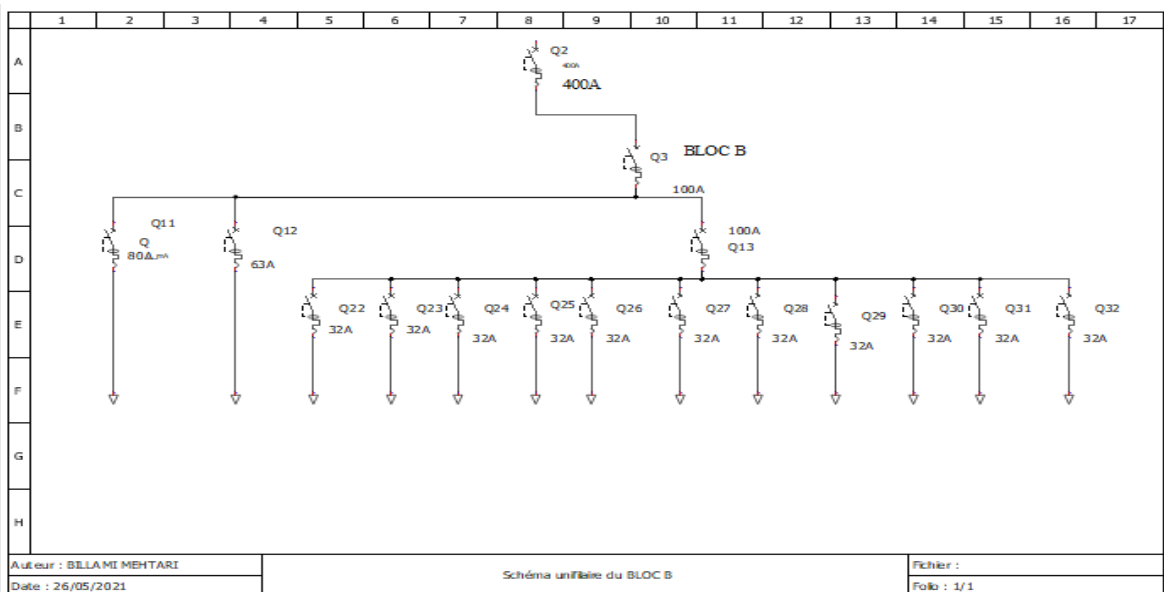 1 2 3 4 5 6 7 8 9 10 11 12 13 14 15 16 17
A
Q2
400A
400A
B
Q3 BLOC B
C
100A
Q11 Q12 100A
Q Q13
D
80A mA 63A
E
Q22 Q23 Q24 Q25 Q26 Q27 Q28 Q29 Q30 Q31 Q32
32A 32A 32A 32A 32A 32A 32A 32A 32A 32A 32A
F
G
H
Auteur : BILLAMI MEHTARI
Date : 26/05/2021
Schéma unifilaire du BLOC B
Fichier :
Folio : 1/1